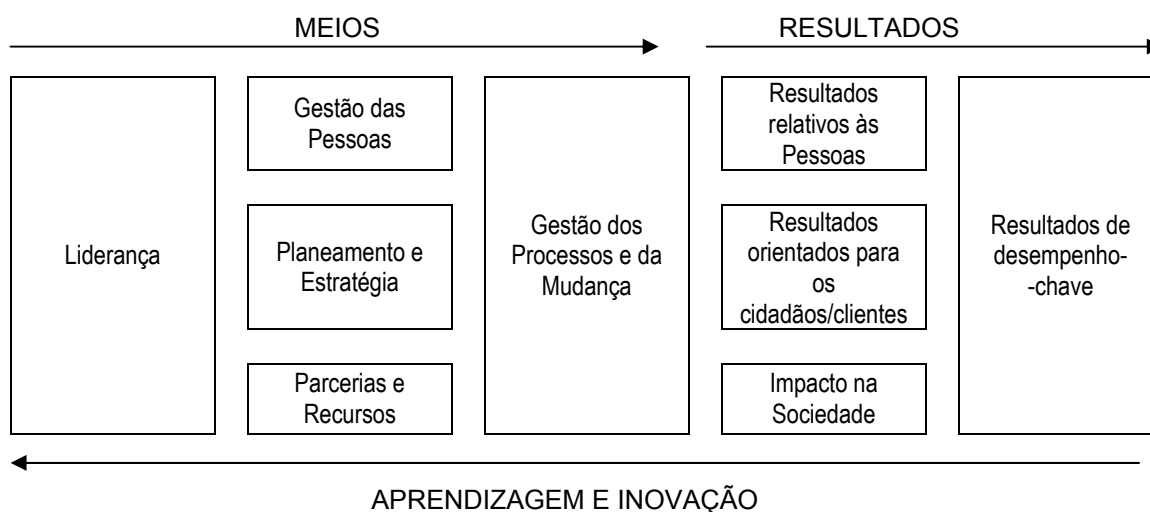 MEIOS
RESULTADOS
Liderança
Gestão das
Pessoas
Planeamento e
Estratégia
Parcerias e
Recursos
Gestão dos
Processos e da
Mudança
Resultados
relativos às
Pessoas
Resultados
orientados para
os
cidadãos/clientes
Impacto na
Sociedade
Resultados de
desempenho-
-chave
APRENDIZAGEM E INOVAÇÃO